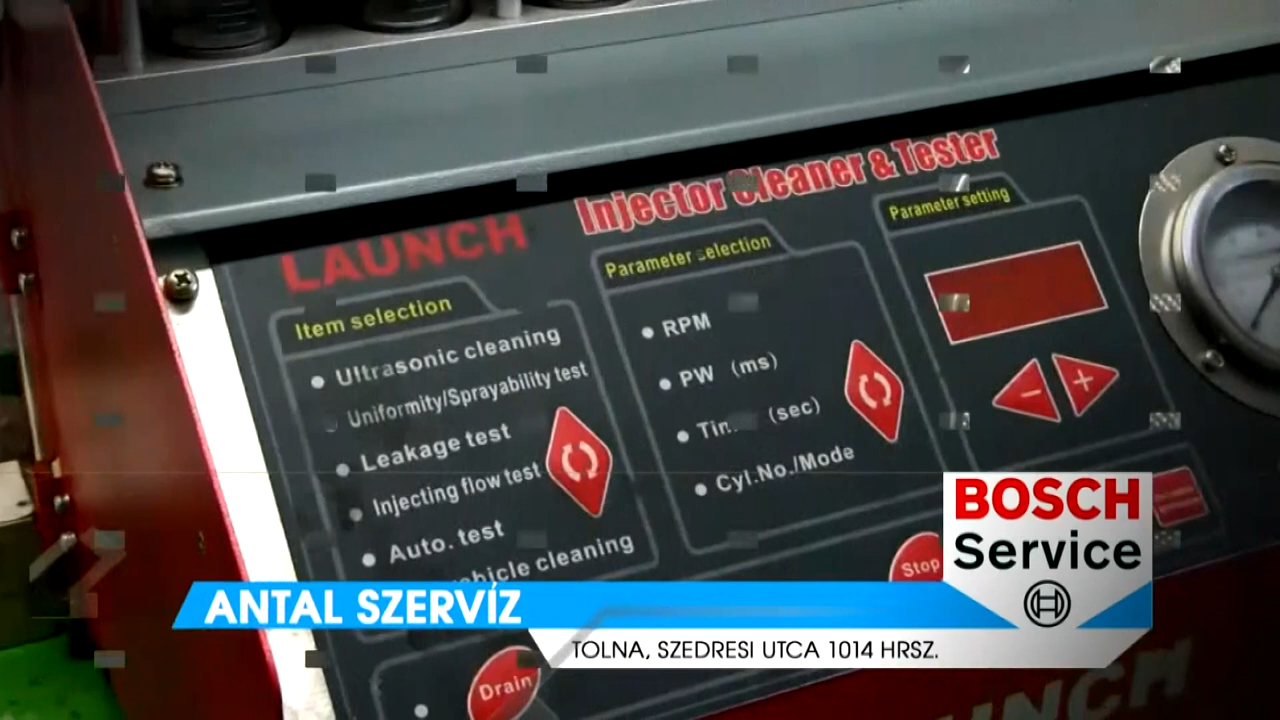 LAUNCH
Injector Cleaner & Tester
Item selection
Ultrasonic cleaning
Uniformity/Sprayability test
Leakage test
Injecting flow test
Auto. test
cleaning
Parameter selection
RPM
PW (ms)
(sec)
Cyl.No./Mode
Parameter setting
− +
Stop
Drain
BOSCH
Service
ANTAL SZERVÍZ
TOLNA, SZEDRESI UTCA 1014 HRSZ.